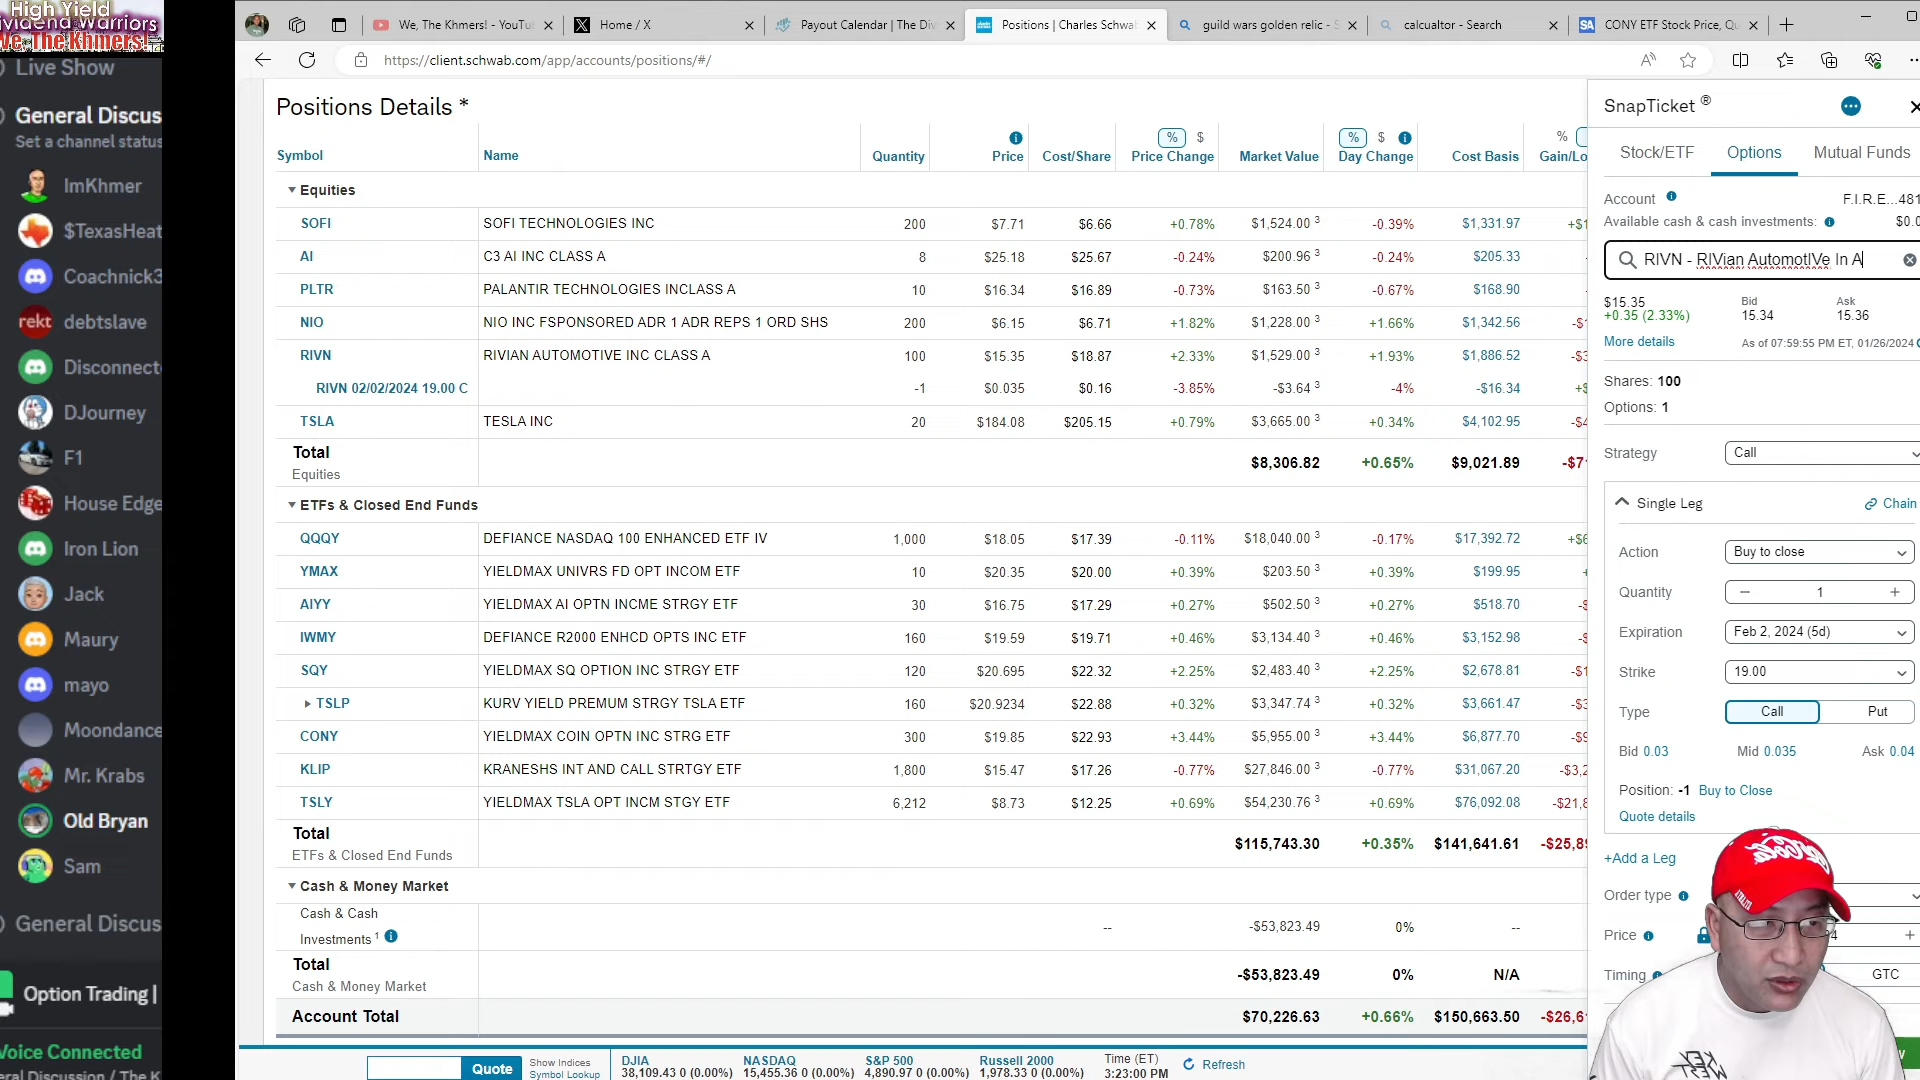 High Yield
Dividend Warriors
We, The Khmers!
Live Show
General Discus
Set a channel status
ImKhmer
$TexasHeat
Coachnick3
rekt debtslave
Disconnect
DJourney
F1
House Edge
Iron Lion
Jack
Maury
mayo
Moondance
Mr. Krabs
Old Bryan
Sam
General Discus
Option Trading |
Voice Connected
eral Discussion / The K
We, The Khmers! - YouTu
Home / X
Payout Calendar | The Div
Positions | Charles Schwa
guild wars golden relic - S
calcualtor - Search
SA CONY ETF Stock Price, Qu
https://client.schwab.com/app/accounts/positions/#/
Positions Details *
Symbol Name Quantity Price Cost/Share % $ Price Change Market Value % $ Day Change Cost Basis % Gain/Lo
Equities
SOFI SOFI TECHNOLOGIES INC 200 $7.71 $6.66 +0.78% $1,524.00 3 -0.39% $1,331.97 +$1
AI C3 AI INC CLASS A 8 $25.18 $25.67 -0.24% $200.96 3 -0.24% $205.33 -
PLTR PALANTIR TECHNOLOGIES INCLASS A 10 $16.34 $16.89 -0.73% $163.50 3 -0.67% $168.90 -
NIO NIO INC FSPONSORED ADR 1 ADR REPS 1 ORD SHS 200 $6.15 $6.71 +1.82% $1,228.00 3 +1.66% $1,342.56 -$1
RIVN RIVIAN AUTOMOTIVE INC CLASS A 100 $15.35 $18.87 +2.33% $1,529.00 3 +1.93% $1,886.52 -$3
RIVN 02/02/2024 19.00 C -1 $0.035 $0.16 -3.85% -$3.64 3 -4% -$16.34 +$
TSLA TESLA INC 20 $184.08 $205.15 +0.79% $3,665.00 3 +0.34% $4,102.95 -$4
Total
Equities $8,306.82 +0.65% $9,021.89 -$71
ETFs & Closed End Funds
QQQY DEFIANCE NASDAQ 100 ENHANCED ETF IV 1,000 $18.05 $17.39 -0.11% $18,040.00 3 -0.17% $17,392.72 +$6
YMAX YIELDMAX UNIVRS FD OPT INCOM ETF 10 $20.35 $20.00 +0.39% $203.50 3 +0.39% $199.95 +
AIYY YIELDMAX AI OPTN INCME STRGY ETF 30 $16.75 $17.29 +0.27% $502.50 3 +0.27% $518.70 -$
IWMY DEFIANCE R2000 ENHCD OPTS INC ETF 160 $19.59 $19.71 +0.46% $3,134.40 3 +0.46% $3,152.98 -$
SQY YIELDMAX SQ OPTION INC STRGY ETF 120 $20.695 $22.32 +2.25% $2,483.40 3 +2.25% $2,678.81 -$1
TSLP KURV YIELD PREMIUM STRGY TSLA ETF 160 $20.9234 $22.88 +0.32% $3,347.74 3 +0.32% $3,661.47 -$3
CONY YIELDMAX COIN OPTN INC STRG ETF 300 $19.85 $22.93 +3.44% $5,955.00 3 +3.44% $6,877.70 -$9
KLIP KRANESHS INT AND CALL STRTGY ETF 1,800 $15.47 $17.26 -0.77% $27,846.00 3 -0.77% $31,067.20 -$3,2
TSLY YIELDMAX TSLA OPT INCM STGY ETF 6,212 $8.73 $12.25 +0.69% $54,230.76 3 +0.69% $76,092.08 -$21,8
Total
ETFs & Closed End Funds $115,743.30 +0.35% $141,641.61 -$25,89
Cash & Money Market
Cash & Cash
Investments 1 -- -$53,823.49 0% --
Total
Cash & Money Market -$53,823.49 0% N/A
Account Total $70,226.63 +0.66% $150,663.50 -$26,61
Quote
Show Indices
Symbol Lookup
DJIA
38,109.43 0 (0.00%)
NASDAQ
15,455.36 0 (0.00%)
S&P 500
4,890.97 0 (0.00%)
Russell 2000
1,978.33 0 (0.00%)
Time (ET)
3:23:00 PM
Refresh
SnapTicket ®
Stock/ETF Options Mutual Funds
Account F.I.R.E...481
Available cash & cash investments: $0.0
RIVN - RIVian AutomotIVe In A
$15.35
+0.35 (2.33%)
Bid
15.34
Ask
15.36
More details As of 07:59:55 PM ET, 01/26/2024
Shares: 100
Options: 1
Strategy Call
Single Leg Chain
Action Buy to close
Quantity 1
Expiration Feb 2, 2024 (5d)
Strike 19.00
Type Call Put
Bid 0.03 Mid 0.035 Ask 0.04
Position: -1 Buy to Close
Quote details
+Add a Leg
Order type
Price
Timing GTC
Coca-Cola
KEY
WEST